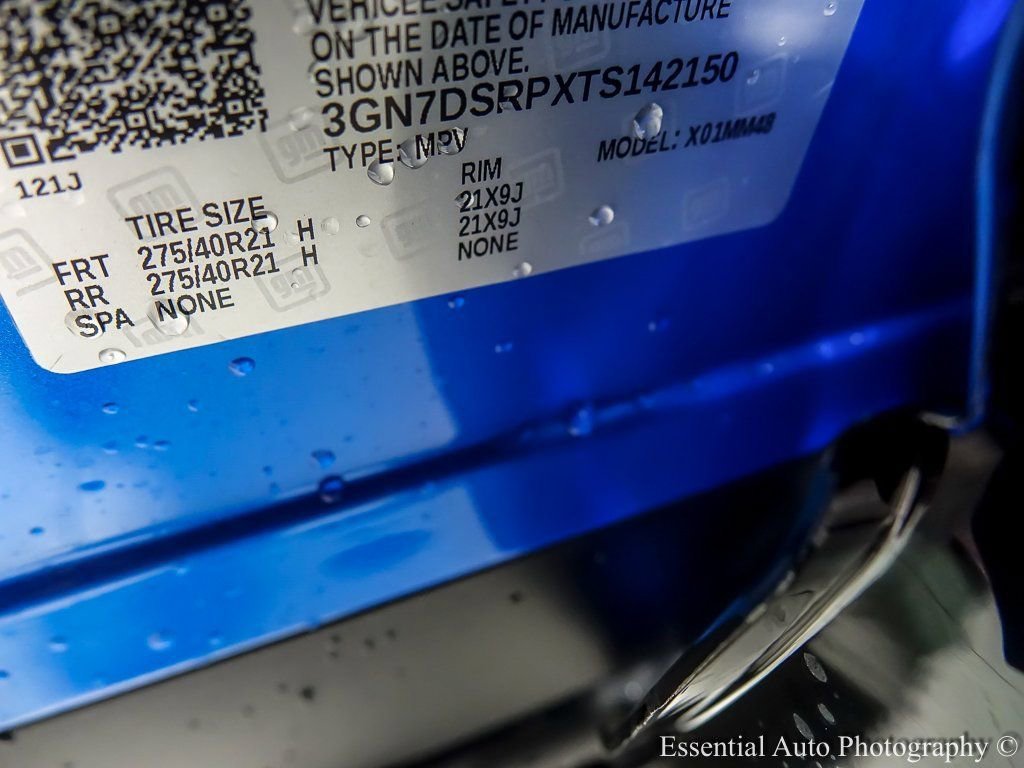 ON THE DATE OF MANUFACTURE
SHOWN ABOVE.
3GN7DSRPXTS142150
TYPE: MPV MODEL: X01MM48
121J
TIRE SIZE RIM
FRT 275/40R21 H 21X9J
RR 275/40R21 H 21X9J
SPA NONE NONE
gm
Essential Auto Photography ©